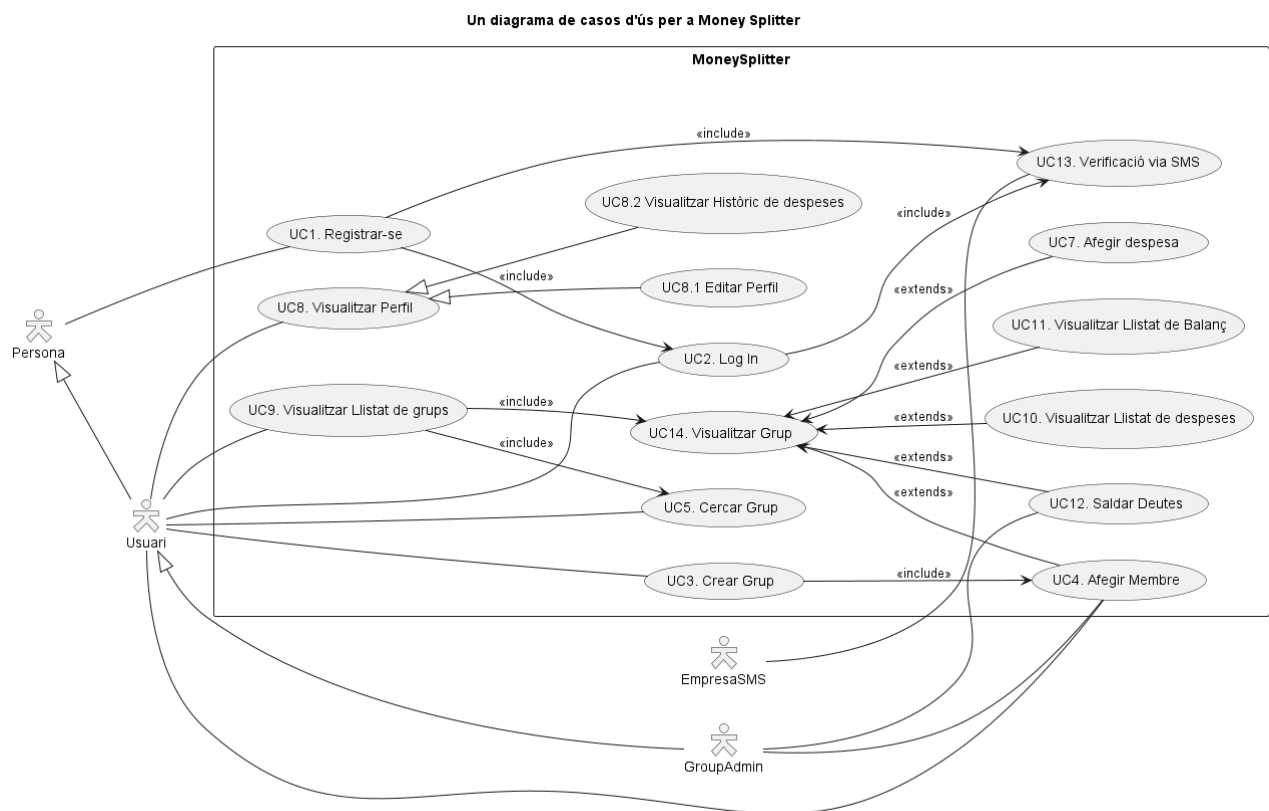 Un diagrama de casos d'ús per a Money Splitter
MoneySplitter
«include»
UC13. Verificació via SMS
UC8.2 Visualitzar Històric de despeses
«include»
UC1. Registrar-se
UC7. Afegir despesa
«include»
UC8.1 Editar Perfil
«extends»
UC8. Visualitzar Perfil
UC11. Visualitzar Llistat de Balanç
Persona
UC2. Log In
«extends»
«include»
UC9. Visualitzar Llistat de grups
«extends»
UC10. Visualitzar Llistat de despeses
UC14. Visualitzar Grup
«include»
«extends»
«extends»
UC5. Cercar Grup
UC12. Saldar Deutes
Usuari
«include»
UC3. Crear Grup
UC4. Afegir Membre
EmpresaSMS
GroupAdmin